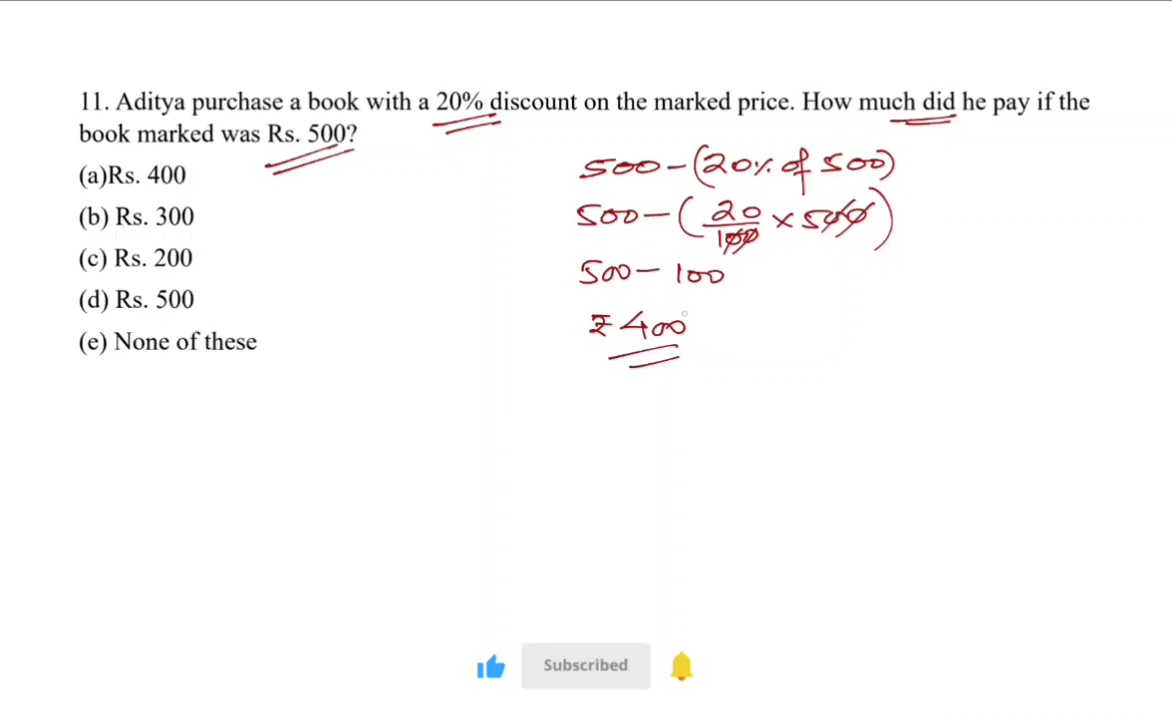 11. Aditya purchase a book with a 20% discount on the marked price. How much did he pay if the
book marked was Rs. 500?
(a)Rs. 400
(b) Rs. 300
(c) Rs. 200
(d) Rs. 500
(e) None of these
500-(20% of 500)
500-(20/100 ×500)
500-100
₹400
Subscribed